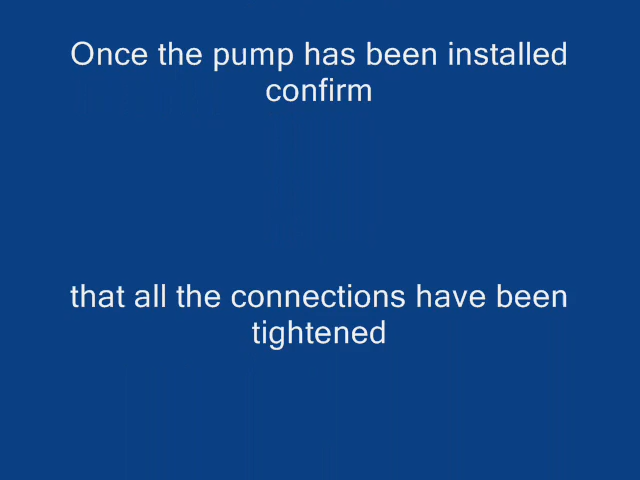 Once the pump has been installed
confirm
that all the connections have been
tightened